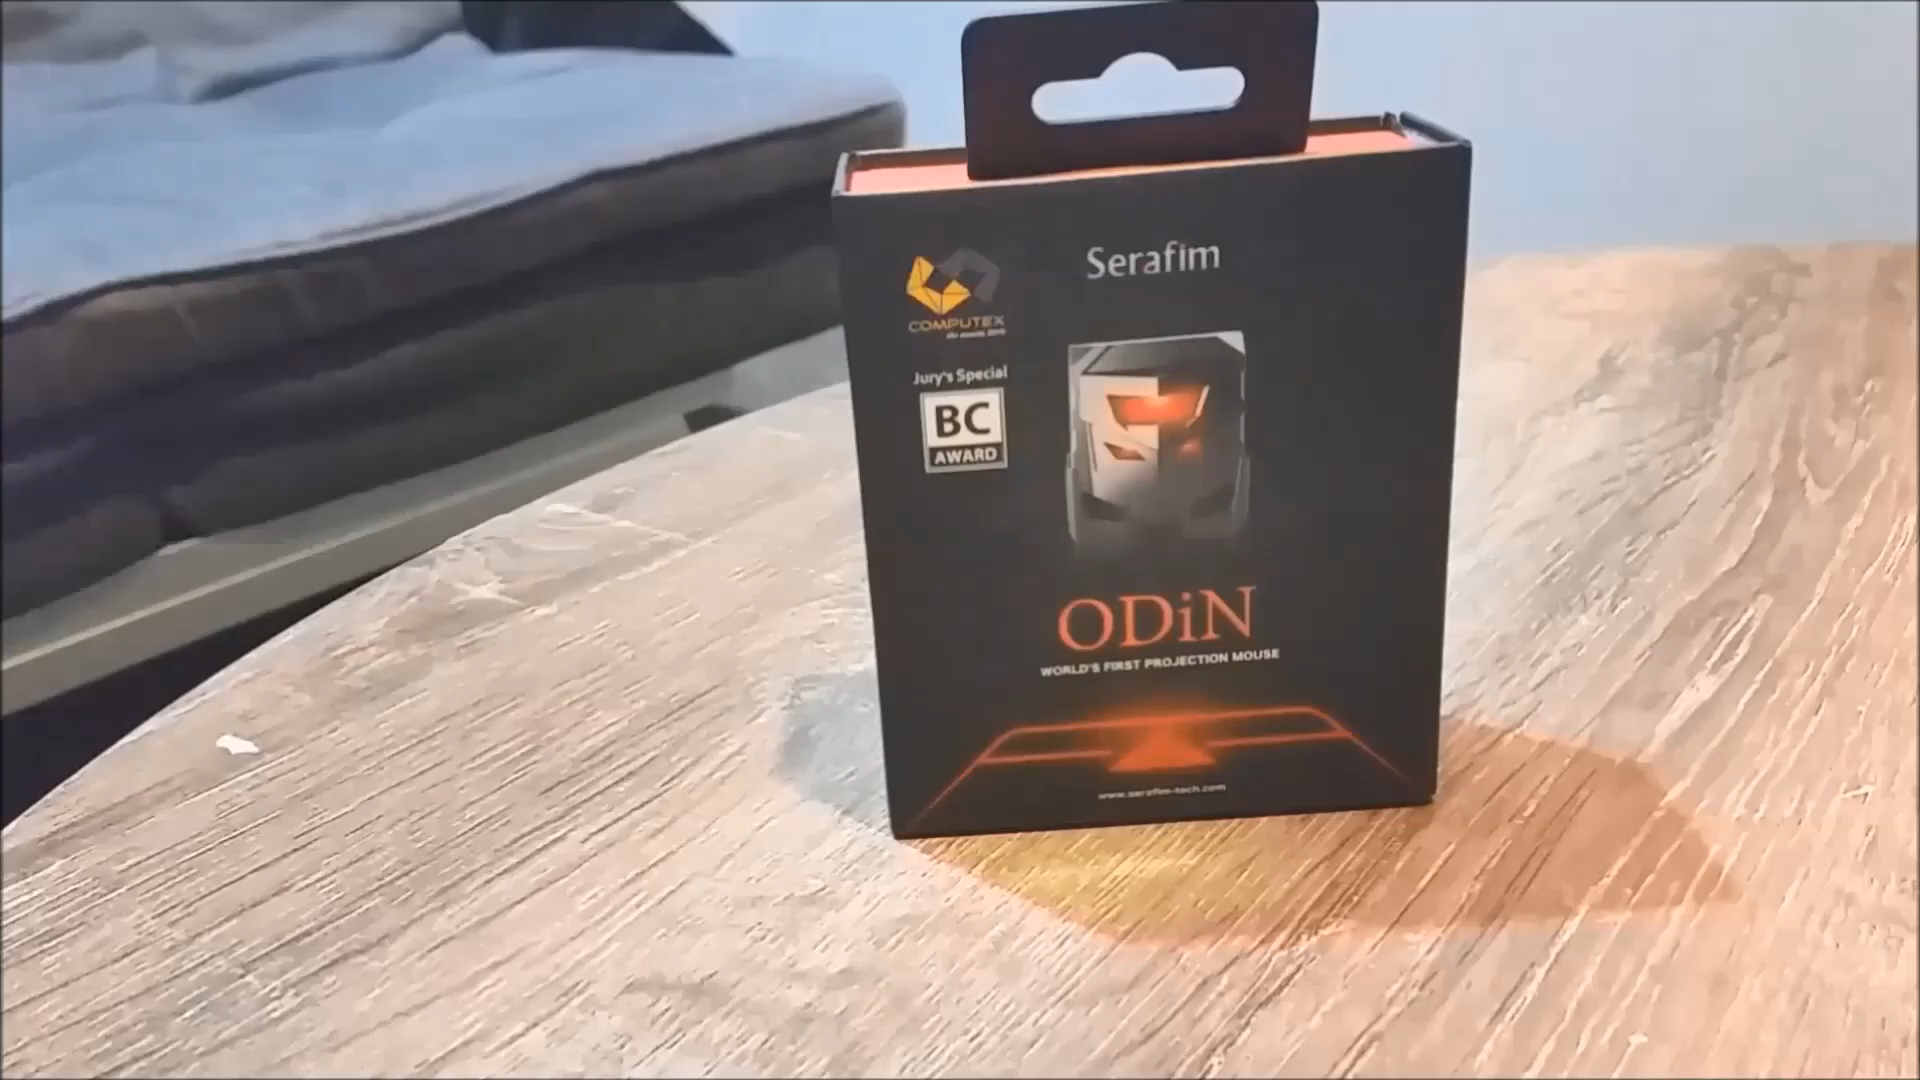 Serafim
COMPUTEX
Jury's Special
BC
AWARD
ODiN
WORLD'S FIRST PROJECTION MOUSE
www.serafim-tech.com